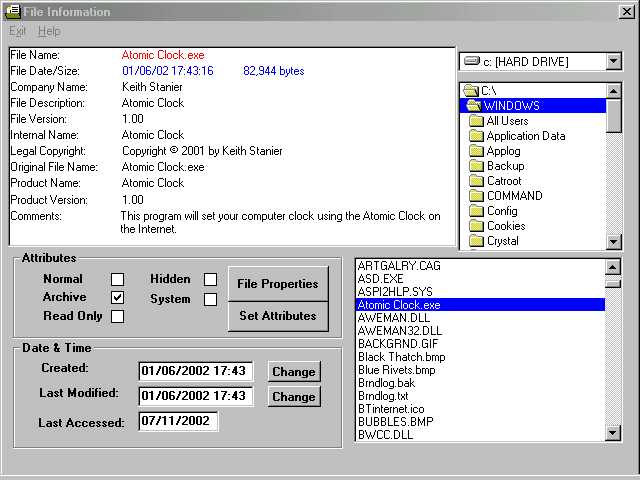 File Information
Exit Help
File Name: Atomic Clock.exe
File Date/Size: 01/06/02 17:43:16 82,944 bytes
Company Name: Keith Stanier
File Description: Atomic Clock
File Version: 1.00
Internal Name: Atomic Clock
Legal Copyright: Copyright © 2001 by Keith Stanier
Original File Name: Atomic Clock.exe
Product Name: Atomic Clock
Product Version: 1.00
Comments: This program will set your computer clock using the Atomic Clock on
the Internet.
c: [HARD DRIVE]
C:\
WINDOWS
All Users
Application Data
Applog
Backup
Catroot
COMMAND
Config
Cookies
Crystal
Attributes
Normal Hidden
Archive System
Read Only
File Properties
Set Attributes
Date & Time
Created: 01/06/2002 17:43 Change
Last Modified: 01/06/2002 17:43 Change
Last Accessed: 07/11/2002
ARTGALRY.CAG
ASD.EXE
ASPI2HLP.SYS
Atomic Clock.exe
AWEMAN.DLL
AWEMAN32.DLL
BACKGRND.GIF
Black Thatch.bmp
Blue Rivets.bmp
Brndlog.bak
Brndlog.txt
BTinternet.ico
BUBBLES.BMP
BWCC.DLL